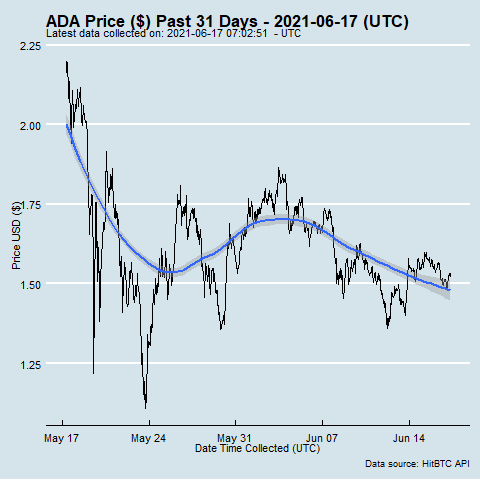 ADA Price ($) Past 31 Days - 2021-06-17 (UTC)
Latest data collected on: 2021-06-17 07:02:51 - UTC
2.25
2.00
1.75
1.50
1.25
Price USD ($)
May 17 May 24 May 31 Jun 07 Jun 14
Date Time Collected (UTC)
Data source: HitBTC API